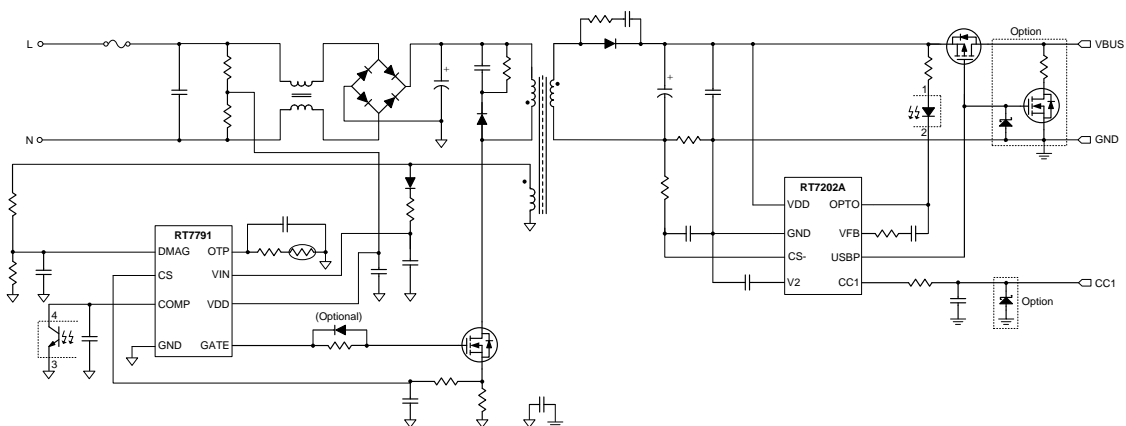 L
N
+
+
1
2
Option
VBUS
GND
RT7791
DMAG
OTP
CS
VIN
COMP
VDD
GND
GATE
4
3
(Optional)
RT7202A
VDD
OPTO
GND
VFB
CS-
USBP
V2
CC1
CC1
Option